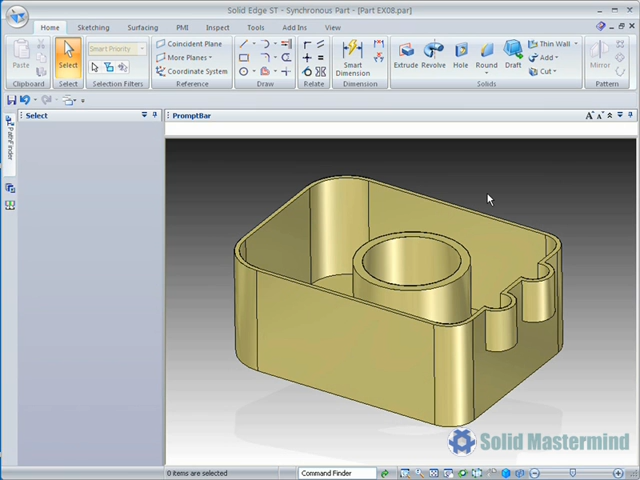 Solid Edge ST - Synchronous Part - [Part EX08.par]
Home Sketching Surfacing PMI Inspect Tools Add Ins View
Paste
Select
Smart Priority
Coincident Plane
More Planes
Coordinate System
Smart Dimension
Extrude
Revolve
Hole
Round
Draft
Thin Wall
Add
Cut
Mirror
Clipboard Select Selection Filters Reference Draw Relate Dimension Solids Pattern
Select
PromptBar
PathFinder
Solid Mastermind
0 items are selected
Command Finder